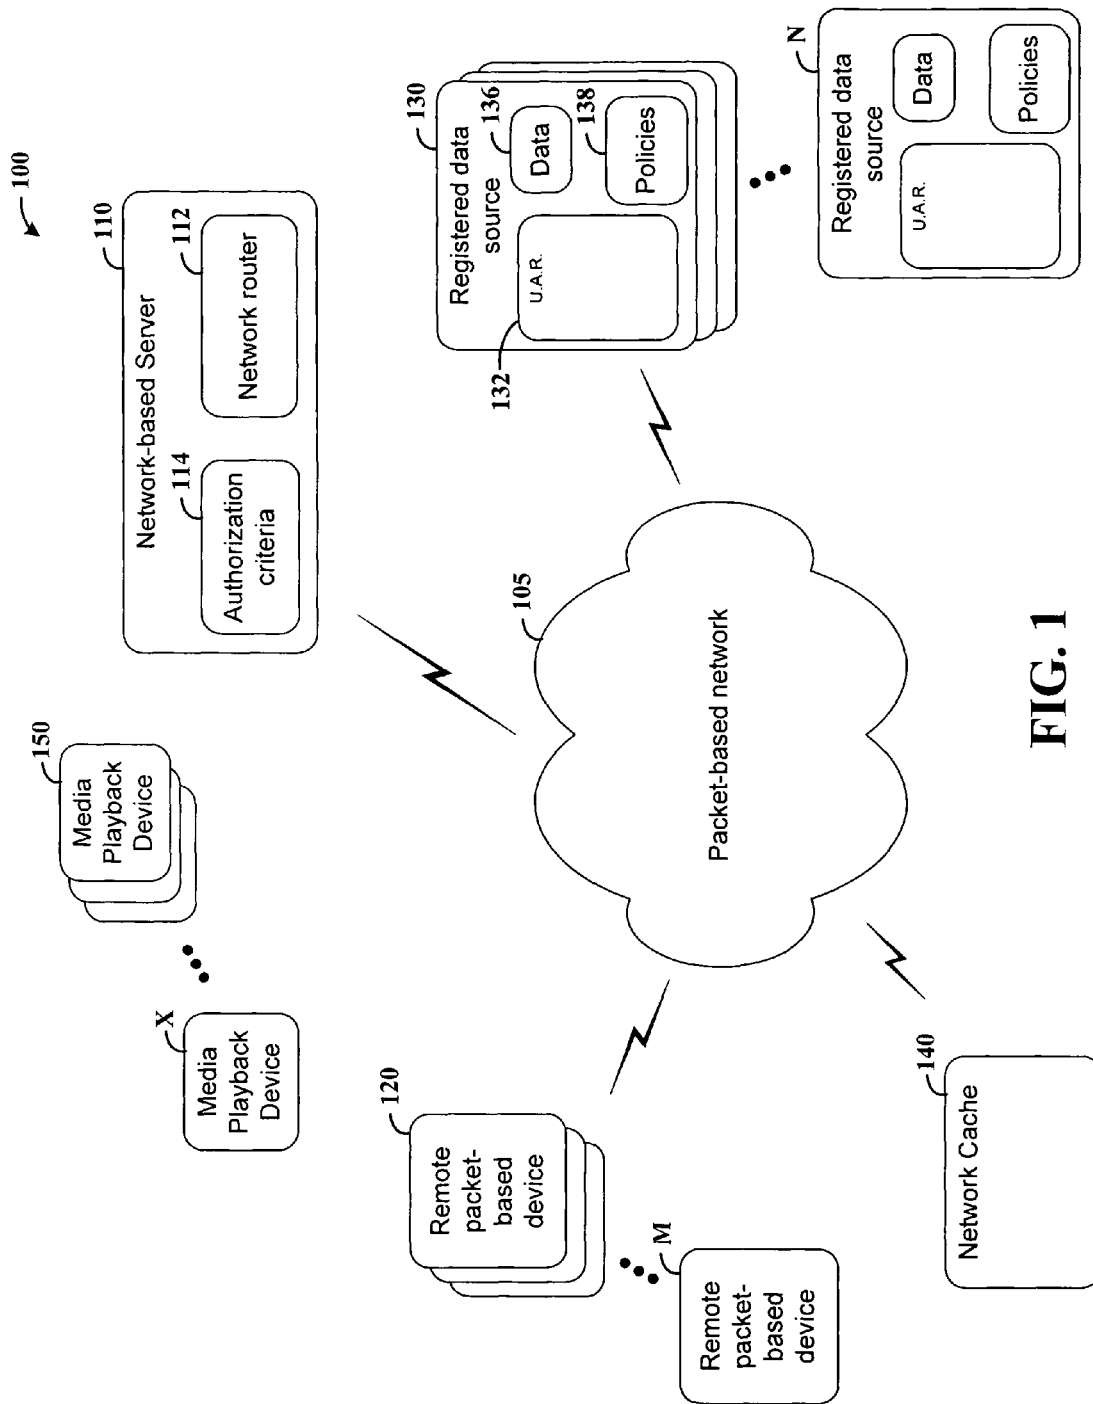 100
110
Network-based Server
114
Authorization
criteria
112
Network router
150
Media
Playback
Device
X
Media
Playback
Device
130
Registered data
source
132
U.A.R.
136
Data
138
Policies
N
Registered data
source
U.A.R.
Data
Policies
105
Packet-based network
120
Remote
packet-
based
device
M
Remote
packet-
based
device
140
Network Cache
FIG. 1